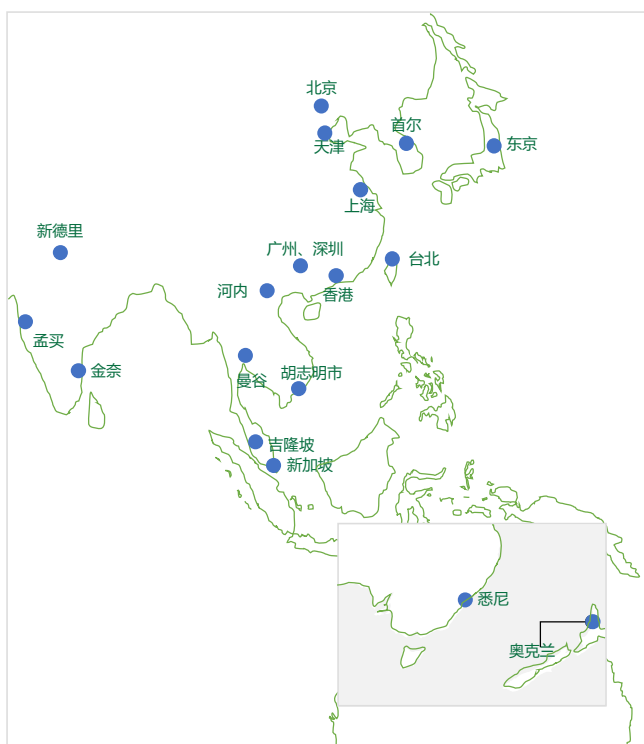 北京
首尔
天津
东京
上海
新德里
广州、深圳
台北
河内
香港
孟买
金奈
曼谷
胡志明市
吉隆坡
新加坡
悉尼
奥克兰